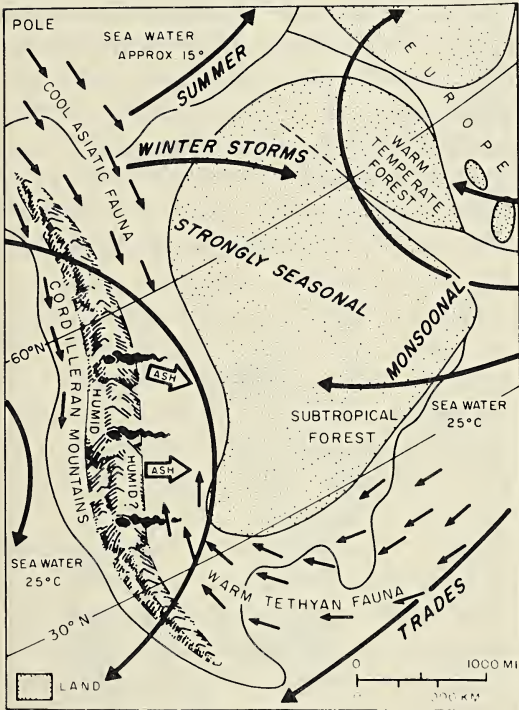 POLE
SEA WATER
APPROX 15°
SUMMER
EUROPE
COOL ASIATIC FAUNA
WINTER STORMS
WARM
TEMPERATE
FOREST
STRONGLY SEASONAL
MONSOONAL
60°N
CORDILLERAN MOUNTAINS
HUMID
HUMID?
ASH
ASH
SUBTROPICAL
FOREST
SEA WATER
25°C
SEA WATER
25°C
WARM TETHYAN FAUNA
TRADES
30° N
LAND
0
1000 MI
KM